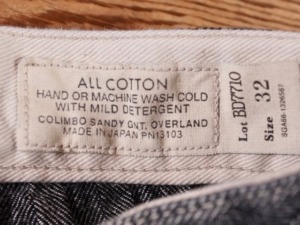 ALL COTTON
HAND OR MACHINE WASH COLD
WITH MILD DETERGENT
COLIMBO SANDY GNT. OVERLAND
MADE IN JAPAN PN13103
Lot BD7710
Size 32